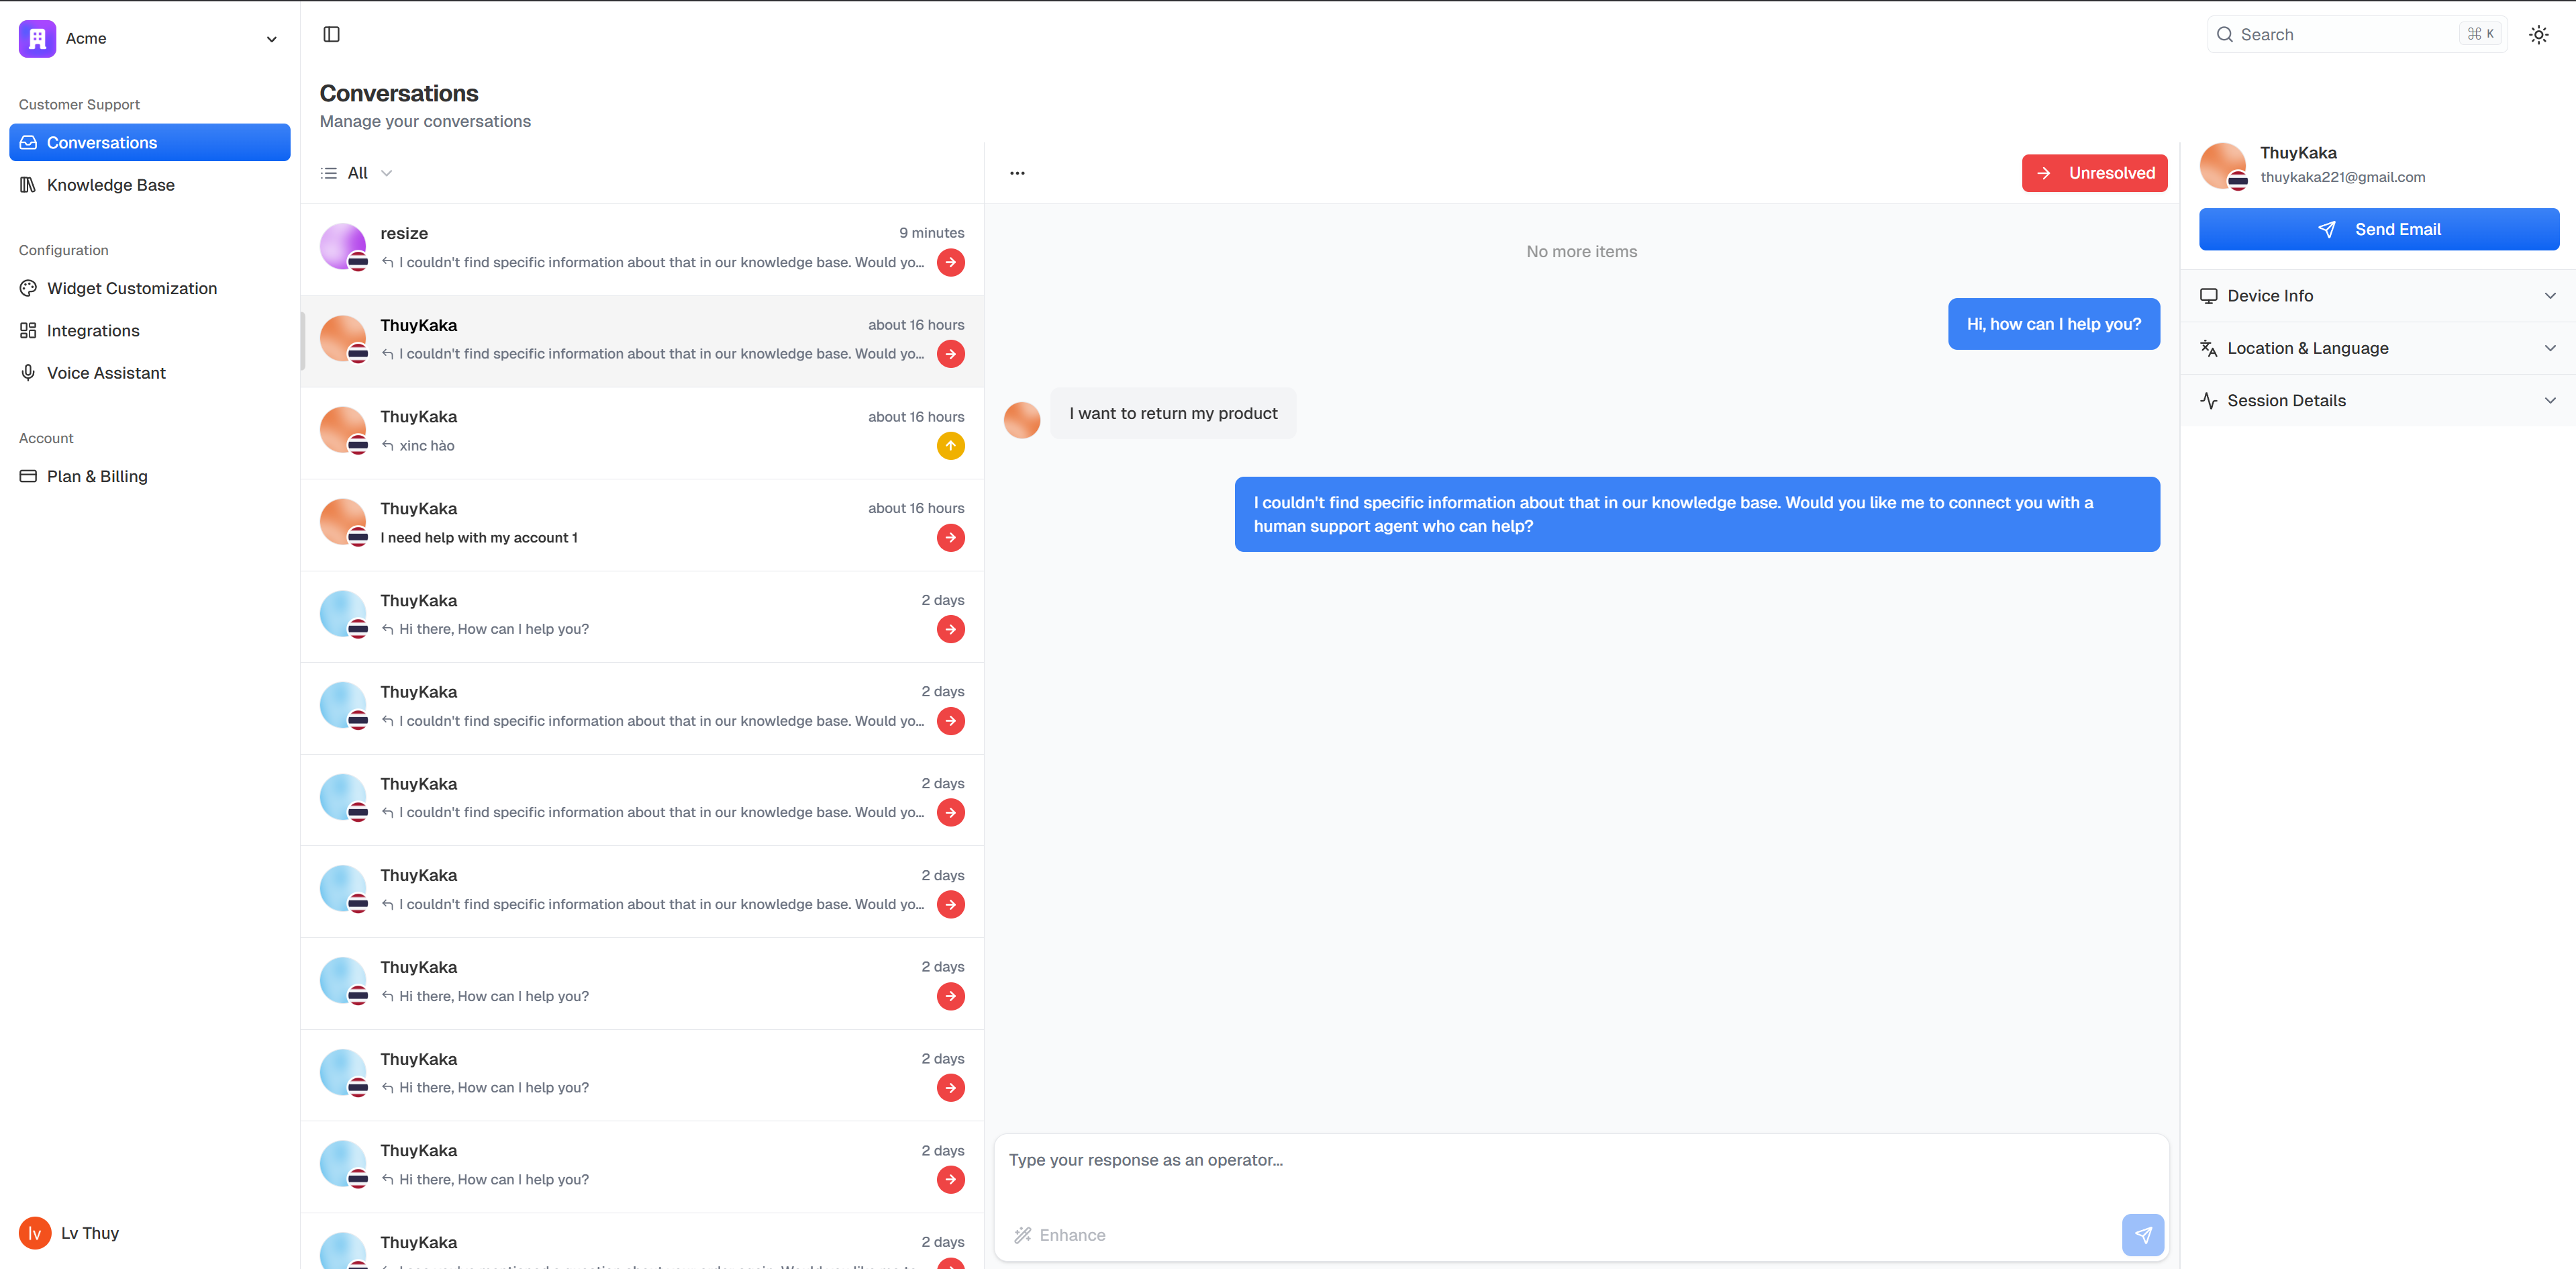 Acme
Customer Support
Conversations
Knowledge Base
Configuration
Widget Customization
Integrations
Voice Assistant
Account
Plan & Billing
lv
Lv Thuy
Search
⌘ K
Conversations
Manage your conversations
All
resize
9 minutes
I couldn't find specific information about that in our knowledge base. Would yo...
ThuyKaka
about 16 hours
I couldn't find specific information about that in our knowledge base. Would yo...
ThuyKaka
about 16 hours
xinc hào
ThuyKaka
about 16 hours
I need help with my account 1
ThuyKaka
2 days
Hi there, How can I help you?
ThuyKaka
2 days
I couldn't find specific information about that in our knowledge base. Would yo...
ThuyKaka
2 days
I couldn't find specific information about that in our knowledge base. Would yo...
ThuyKaka
2 days
I couldn't find specific information about that in our knowledge base. Would yo...
ThuyKaka
2 days
Hi there, How can I help you?
ThuyKaka
2 days
Hi there, How can I help you?
ThuyKaka
2 days
Hi there, How can I help you?
ThuyKaka
2 days
Unresolved
No more items
Hi, how can I help you?
I want to return my product
I couldn't find specific information about that in our knowledge base. Would you like me to connect you with a
human support agent who can help?
Type your response as an operator...
Enhance
ThuyKaka
thuykaka221@gmail.com
Send Email
Device Info
Location & Language
Session Details